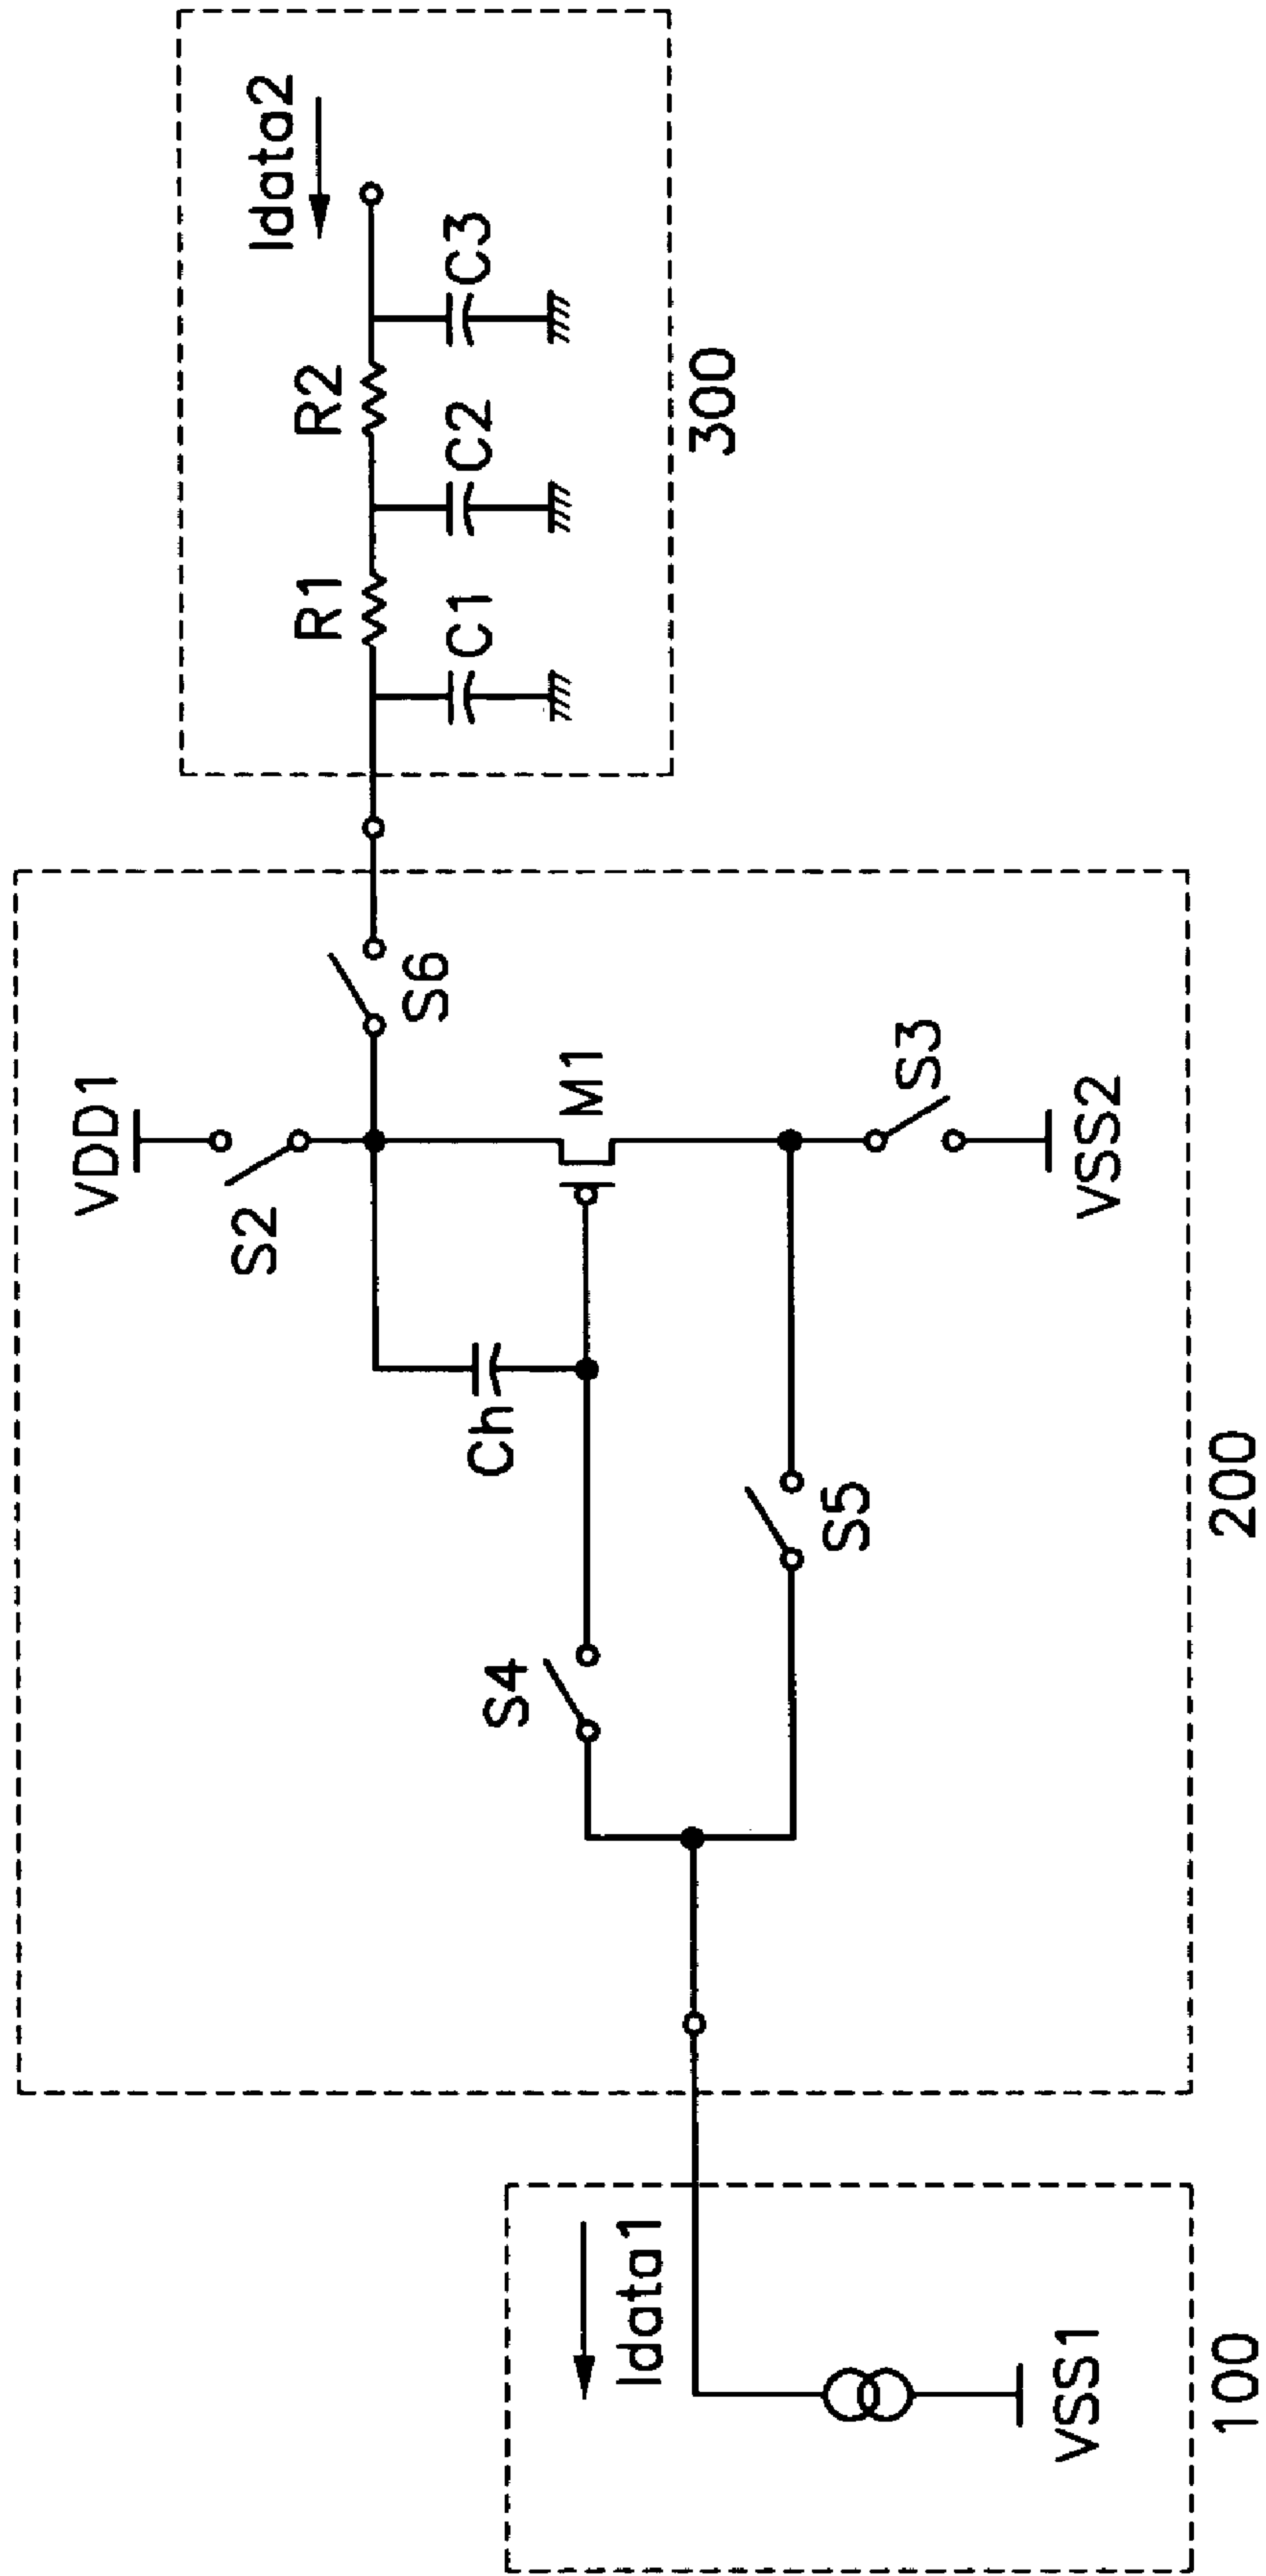 Idata2
R1
R2
C1
C2
C3
300
VDD1
S2
S6
Ch
M1
S4
S5
S3
VSS2
200
Idata1
VSS1
100